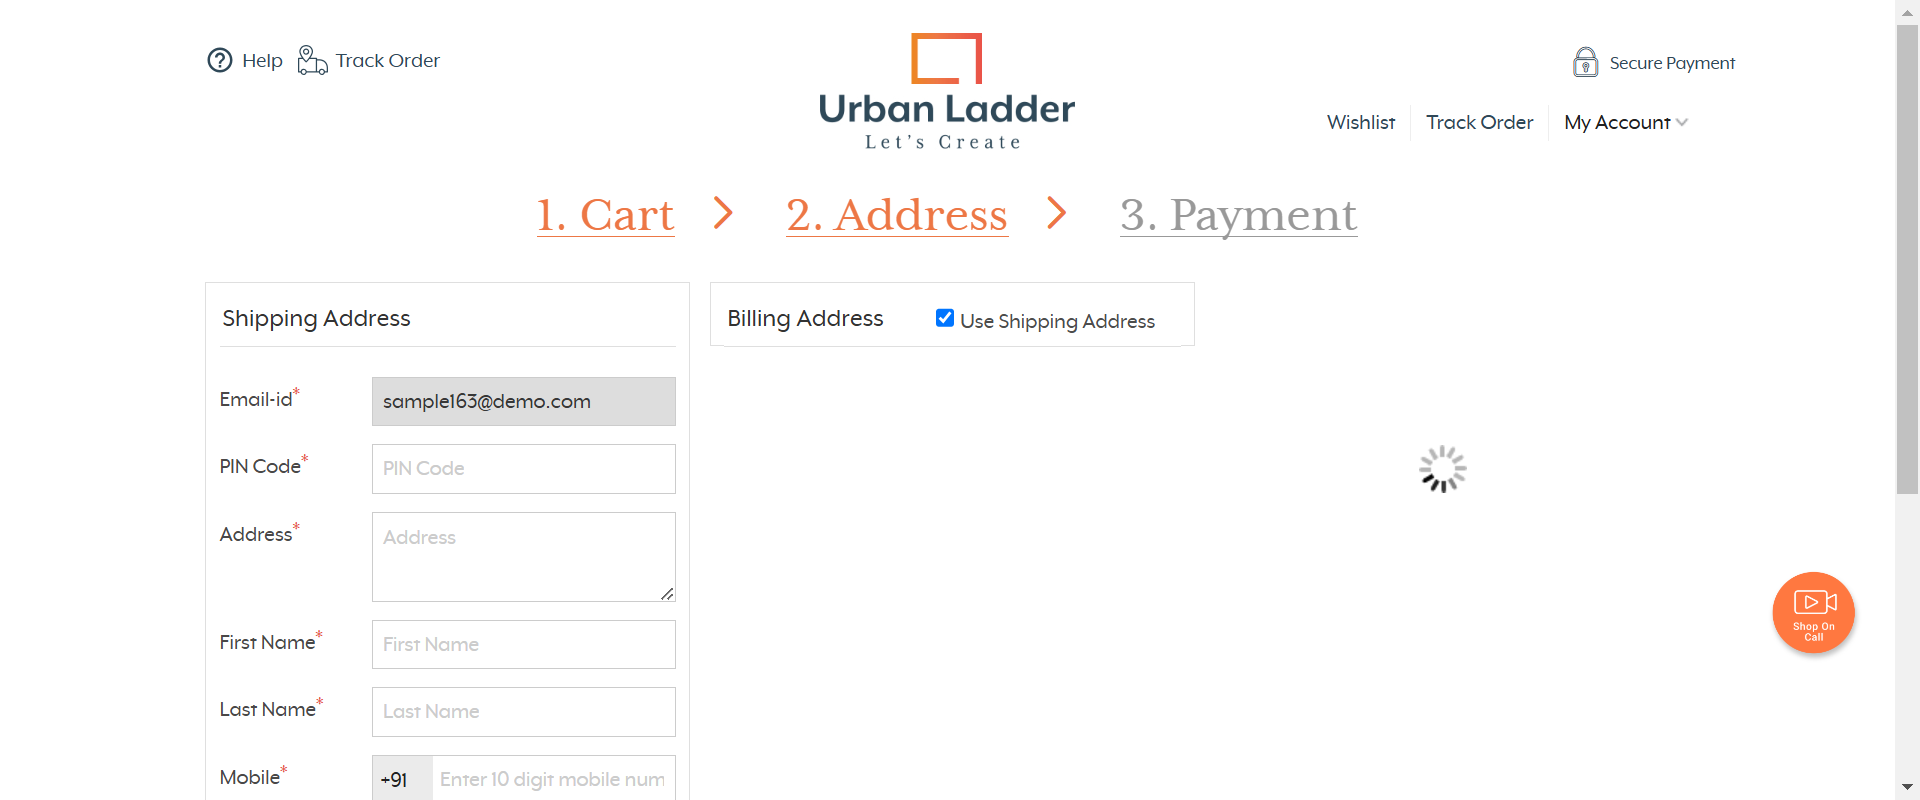 Help
Track Order
Urban Ladder
Let's Create
Secure Payment
Wishlist
Track Order
My Account
1. Cart
2. Address
3. Payment
Shipping Address
Email-id*
sample163@demo.com
PIN Code*
PIN Code
Address*
Address
First Name*
First Name
Last Name*
Last Name
Mobile*
+91
Enter 10 digit mobile num
Billing Address
Use Shipping Address
Shop On
Call